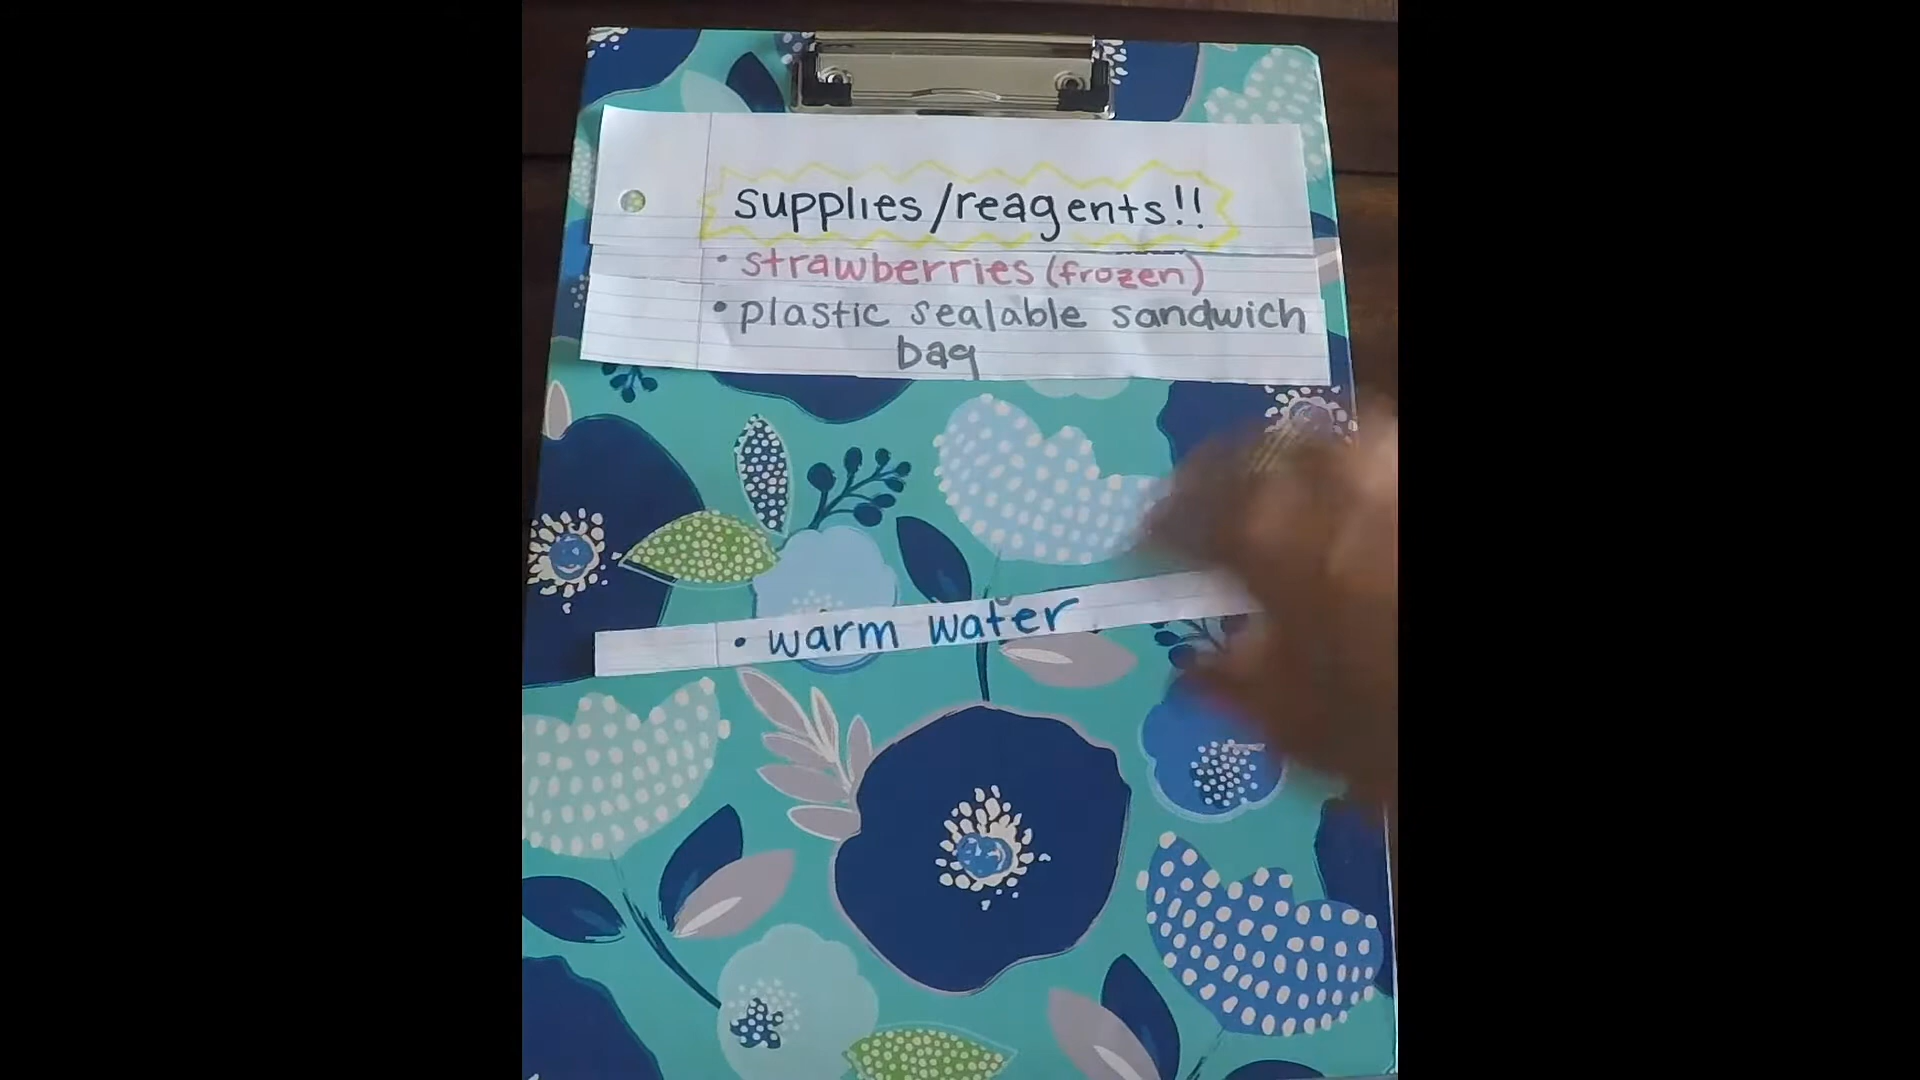 supplies/reagents!!
• strawberries (frozen)
• plastic sealable sandwich
bag
• warm water